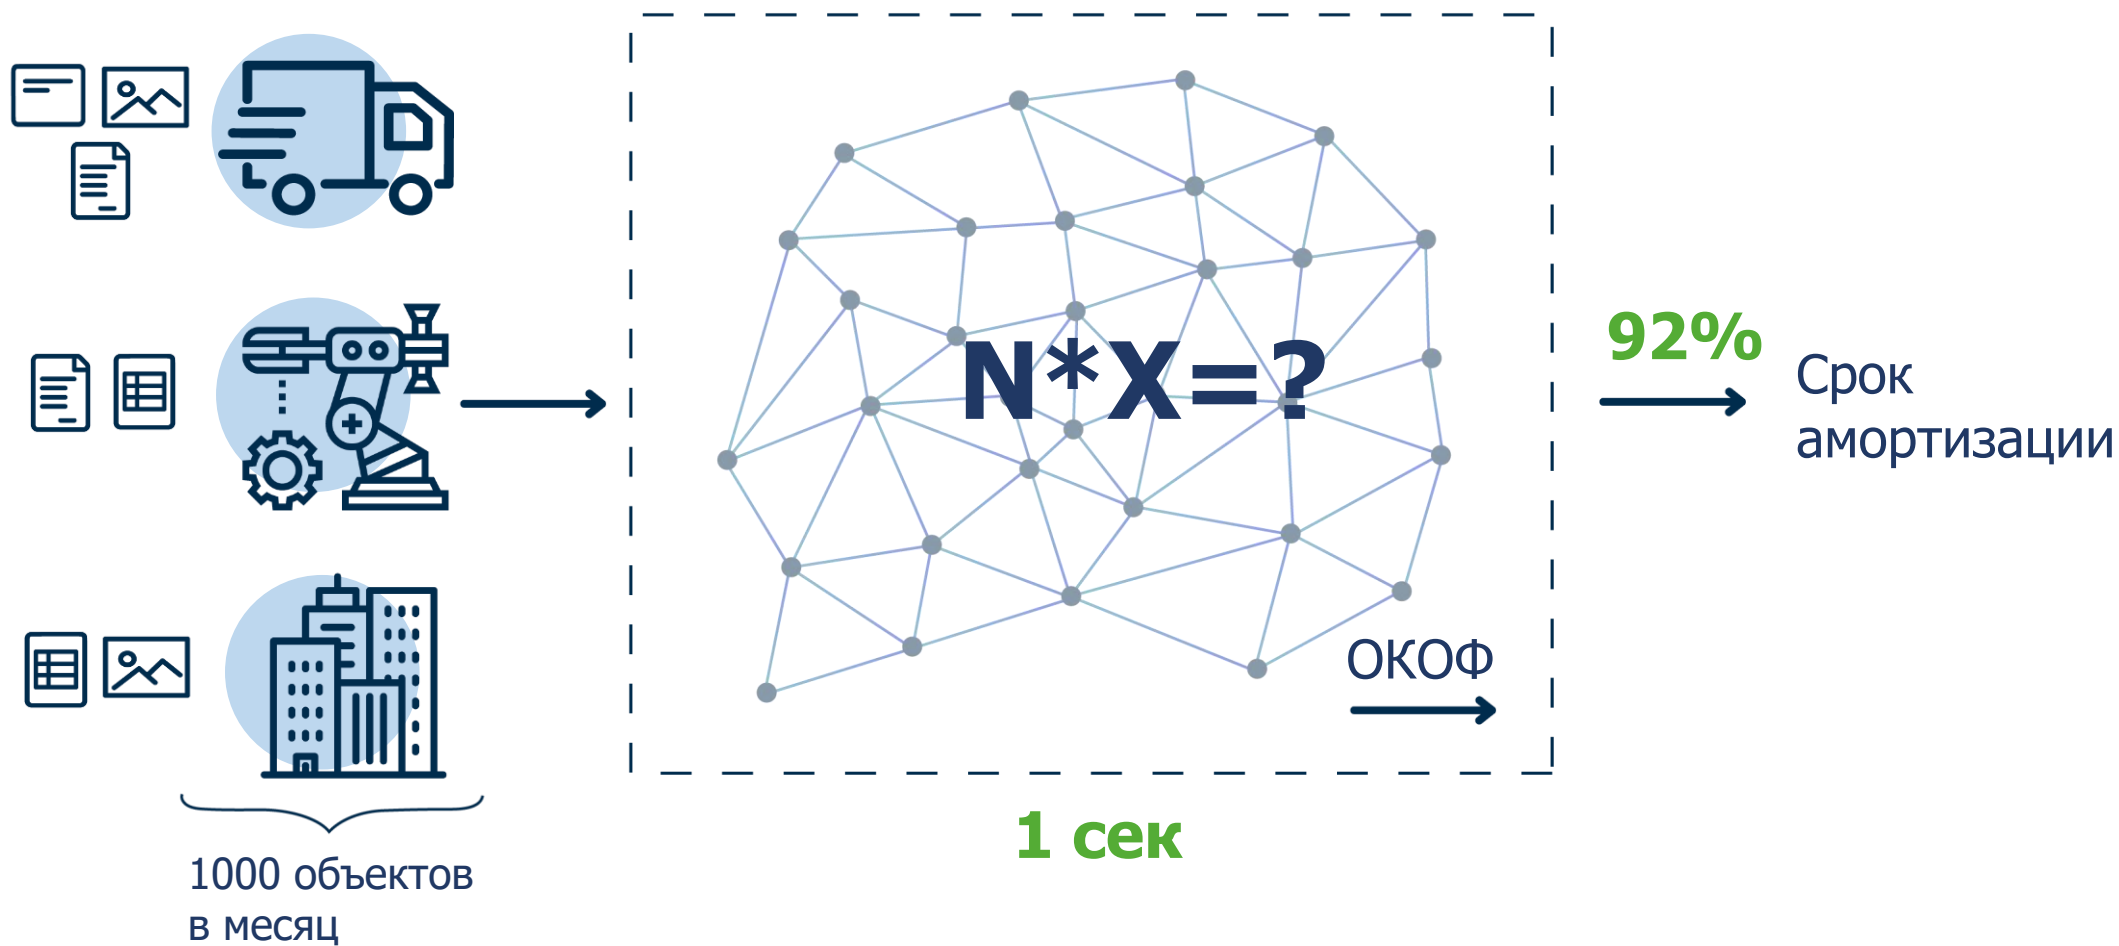 N*X=?
92%
Срок
амортизации
ОКОФ
1 сек
1000 объектов
в месяц